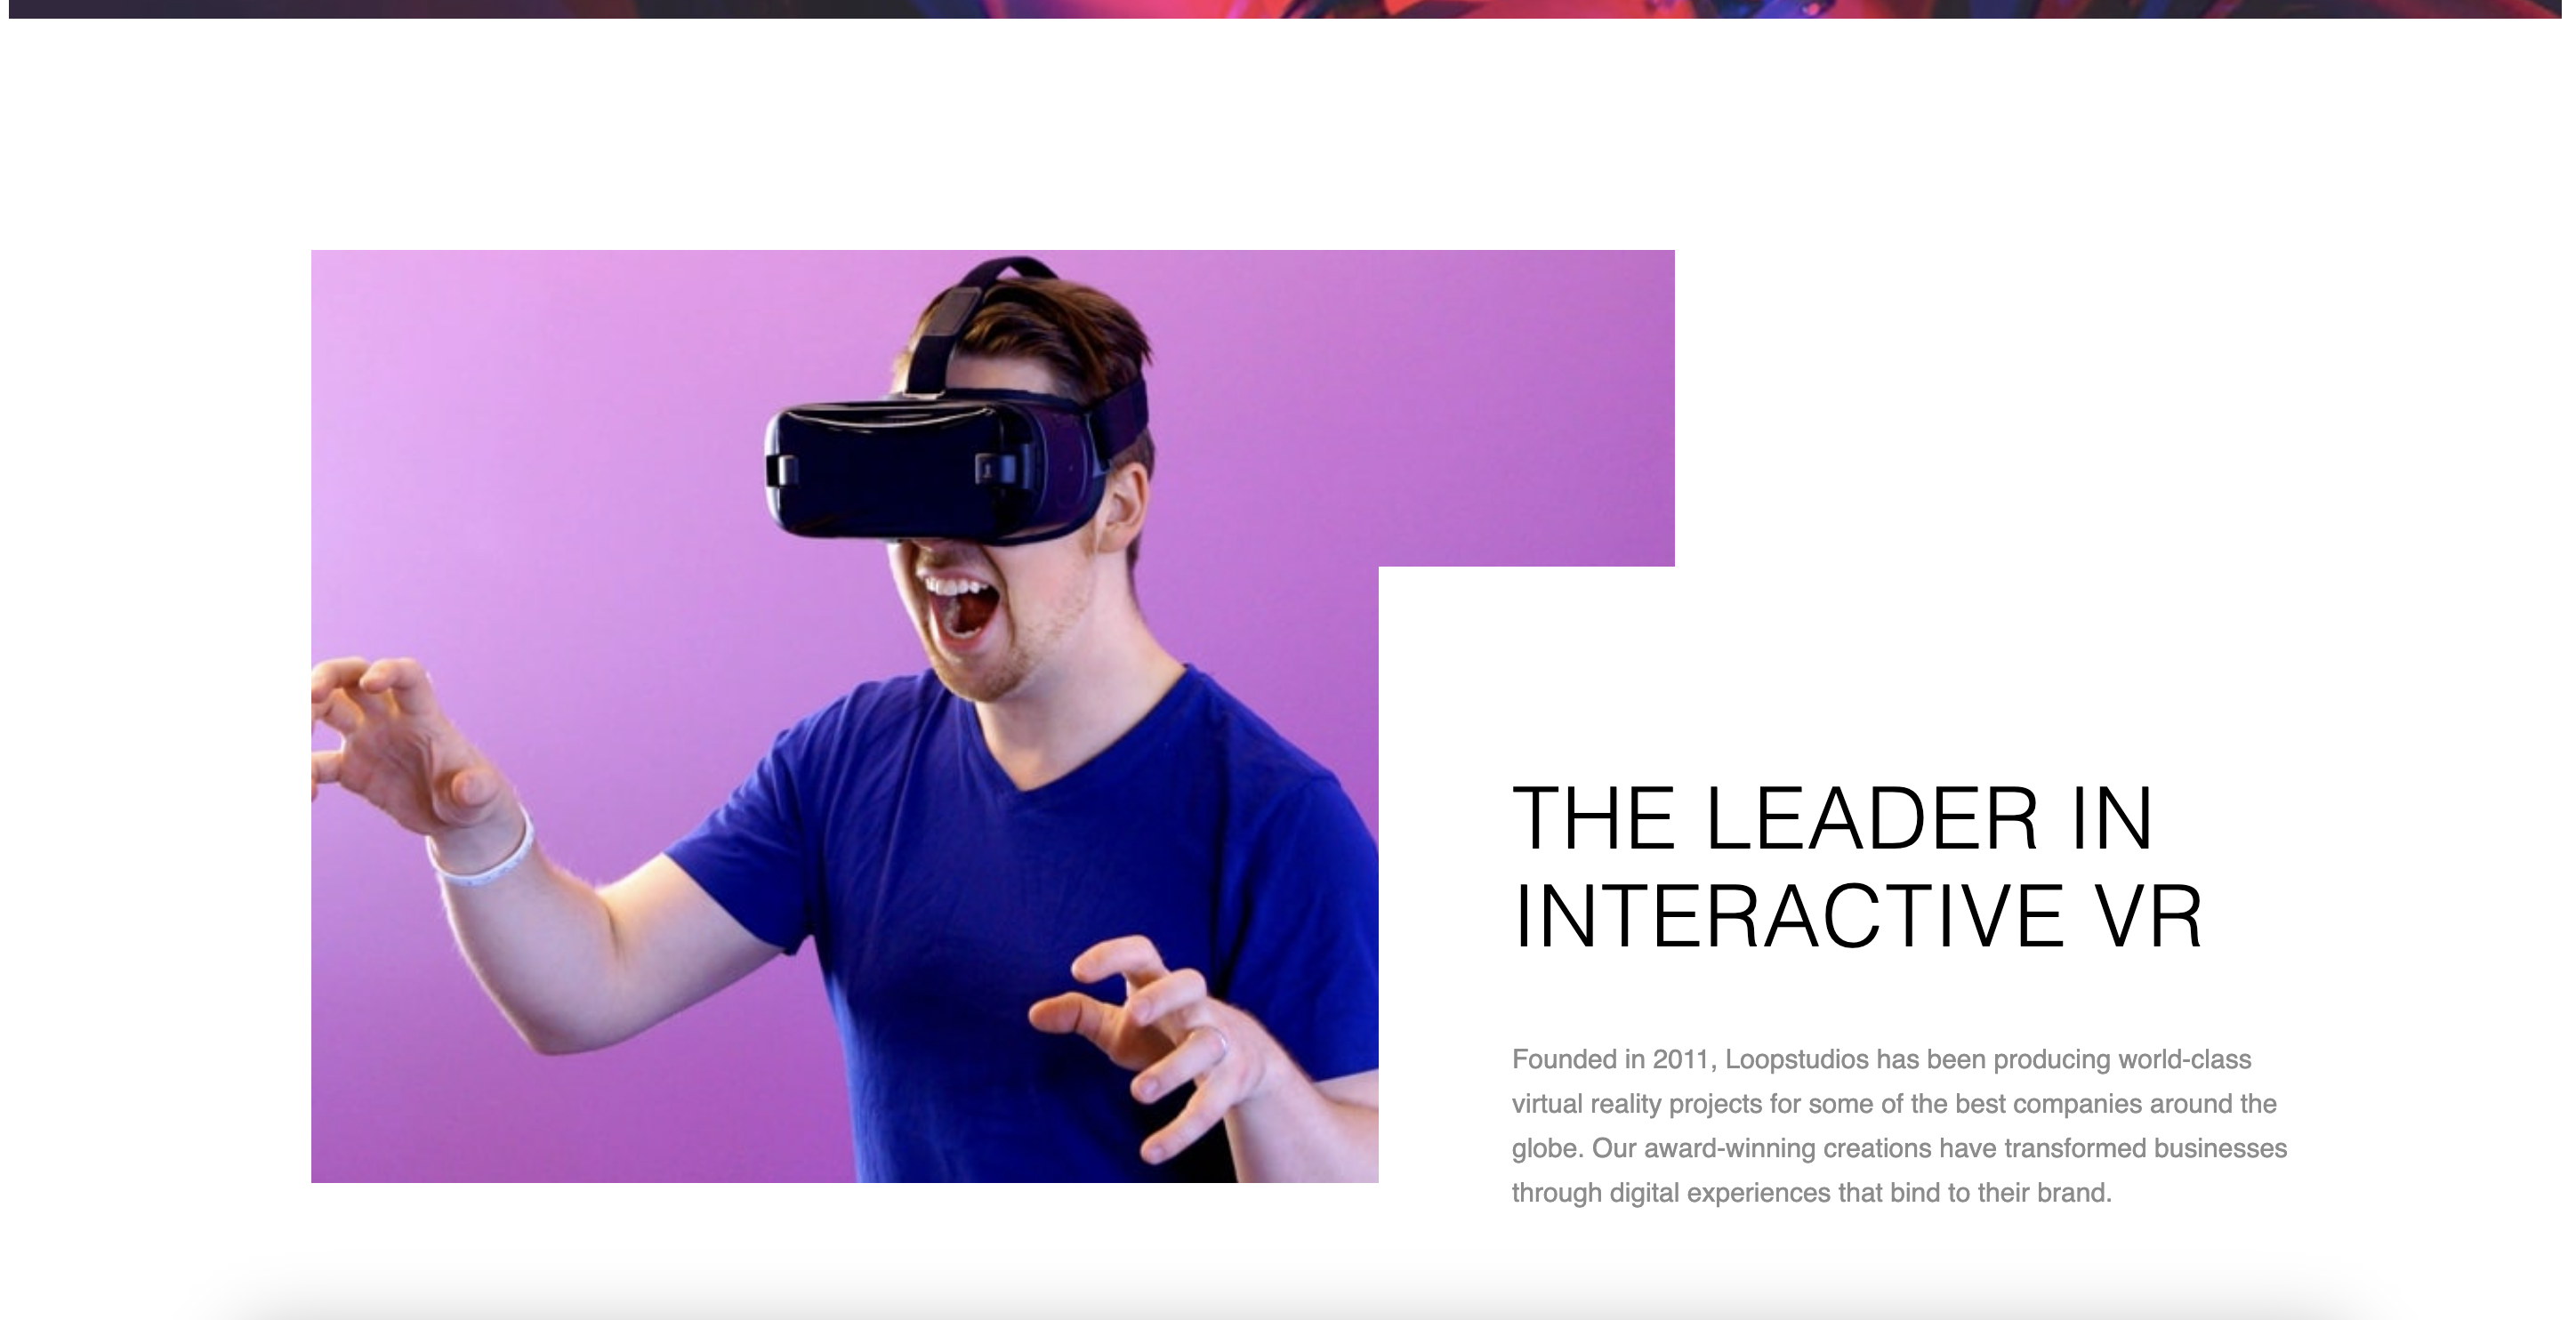 THE LEADER IN
INTERACTIVE VR
Founded in 2011, Loopstudios has been producing world-class
virtual reality projects for some of the best companies around the
globe. Our award-winning creations have transformed businesses
through digital experiences that bind to their brand.